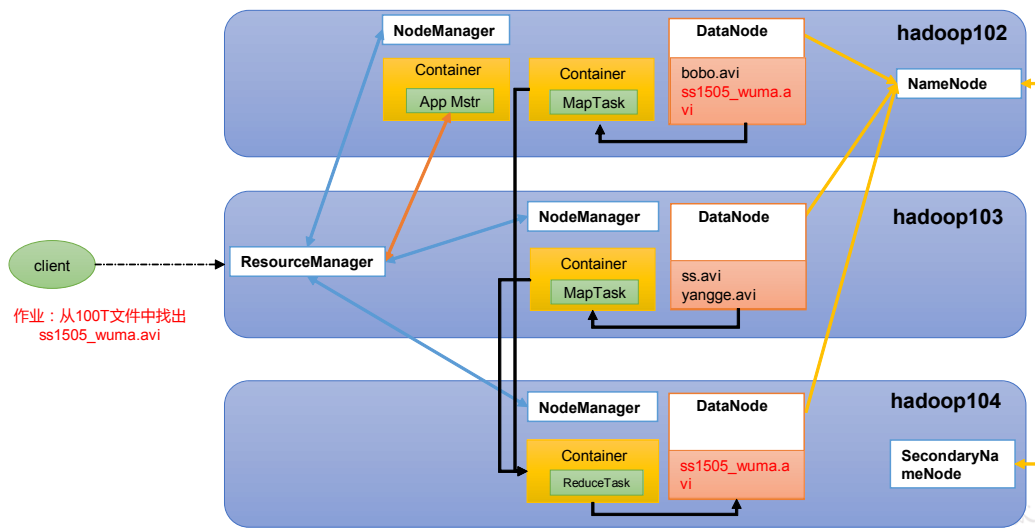 NodeManager
DataNode
hadoop102
Container
App Mstr
Container
MapTask
bobo.avi
ss1505_wuma.a
vi
NameNode
NodeManager
DataNode
hadoop103
client
ResourceManager
Container
MapTask
ss.avi
yangge.avi
作业：从100T文件中找出
ss1505_wuma.avi
NodeManager
DataNode
hadoop104
Container
ReduceTask
ss1505_wuma.a
vi
SecondaryNa
meNode